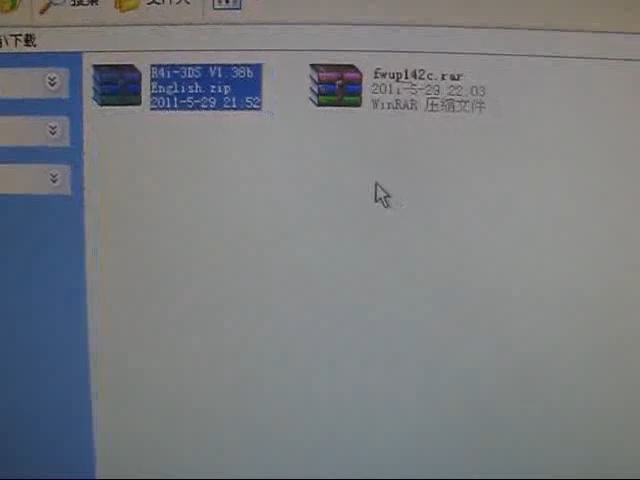 \下载
R4i-3DS V1.38b
English.zip
2011-5-29 21:52
fwup142c.rar
2011-5-29 22:03
WinRAR 压缩文件